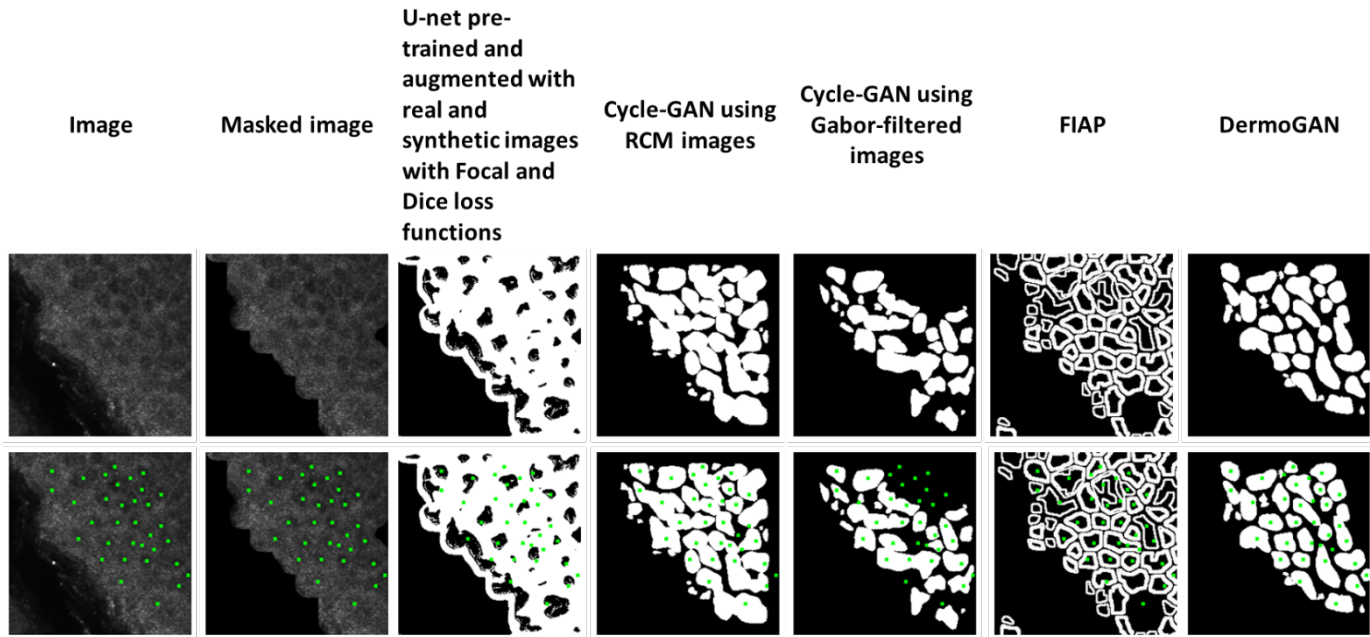 Image
Masked image
U-net pre-
trained and
augmented with
real and
synthetic images
with Focal and
Dice loss
functions
Cycle-GAN using
RCM images
Cycle-GAN using
Gabor-filtered
images
FIAP
DermoGAN